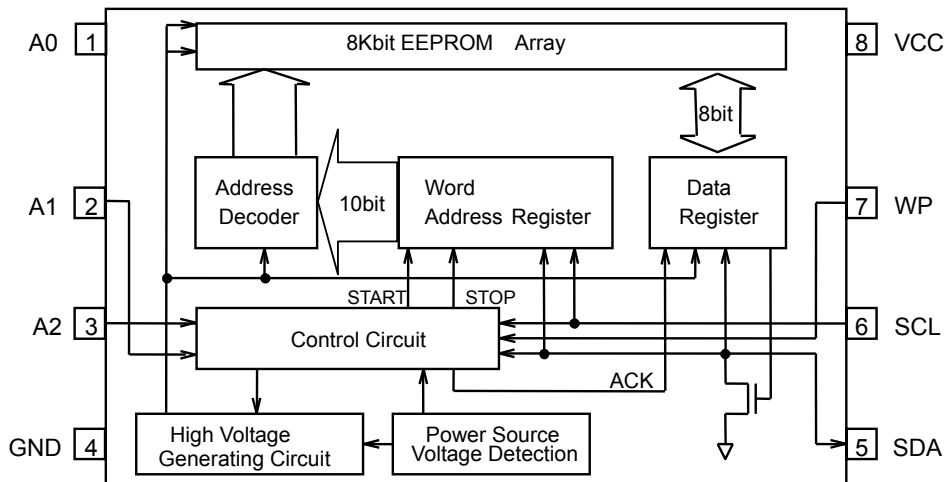 A0 1
8Kbit EEPROM Array
8 VCC
8bit
A1 2
Address
Decoder
10bit
Word
Address Register
Data
Register
7 WP
START
STOP
A2 3
Control Circuit
6 SCL
ACK
GND 4
High Voltage
Generating Circuit
Power Source
Voltage Detection
5 SDA